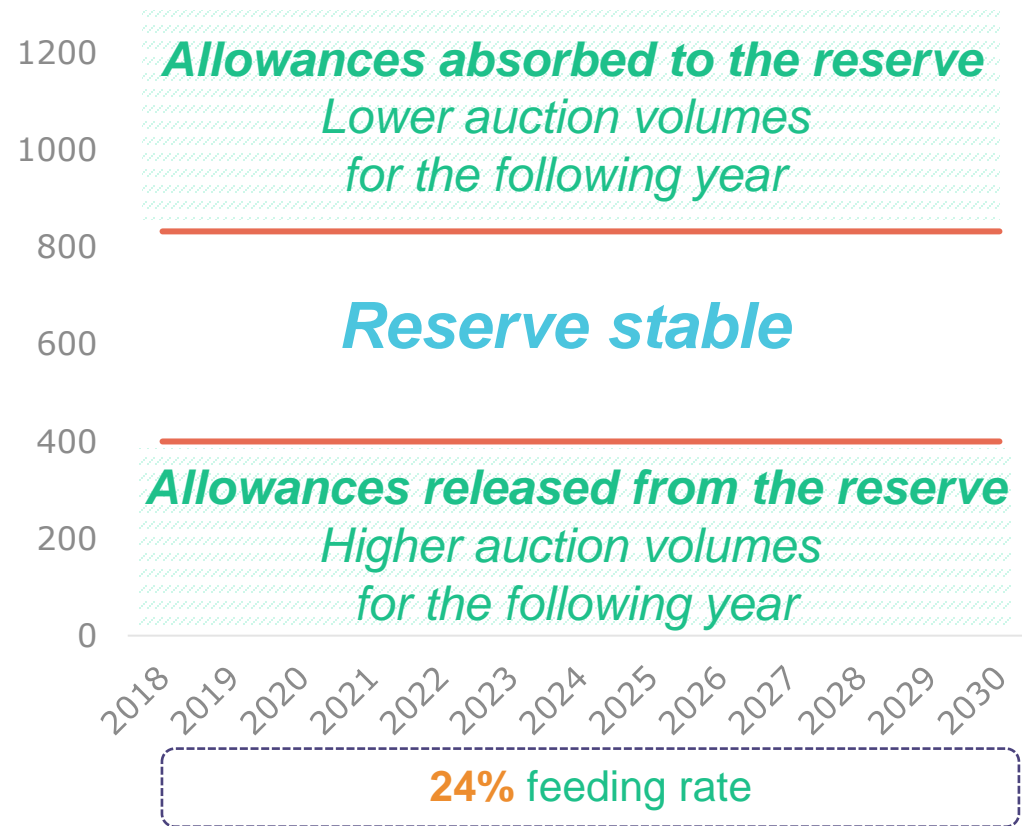 1200
Allowances absorbed to the reserve
Lower auction volumes
1000
for the following year
800
Reserve stable
600
400
Allowances released from the reserve
200
Higher auction volumes
for the following year
0
2018 2019 2020 2021 2022 2023 2024 2025 2026 2027 2028 2029 2030
24% feeding rate